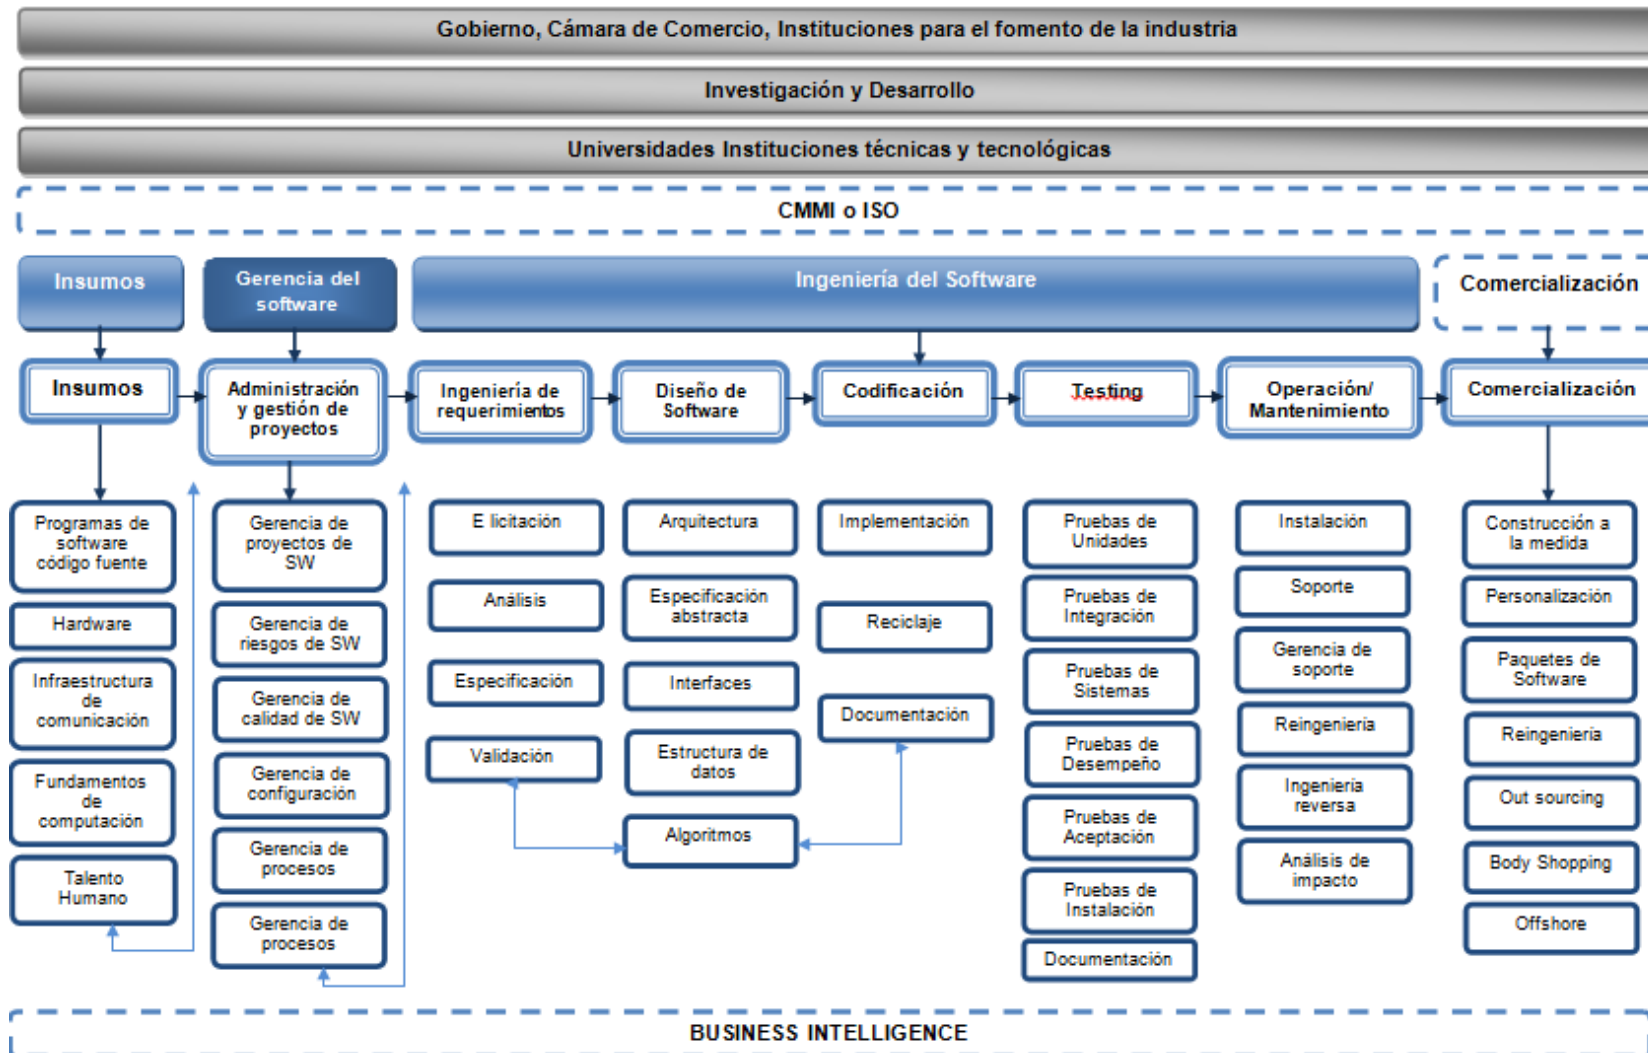 Gobierno, Cámara de Comercio, Instituciones para el fomento de la industria
Investigación y Desarrollo
Universidades Instituciones técnicas y tecnológicas
CMMI o ISO
Insumos
Gerencia del
software
Ingeniería del Software
Comercialización
Insumos
Administración
y gestión de
proyectos
Ingeniería de
requerimientos
Diseño de
Software
Codificación
Testing
Operación/
Mantenimiento
Comercialización
Programas de
software
código fuente
Hardware
Infraestructura
de
comunicación
Fundamentos
de
computación
Talento
Humano
Gerencia de
proyectos de
SW
Gerencia de
riesgos de SW
Gerencia de
calidad de SW
Gerencia de
configuración
Gerencia de
procesos
Gerencia de
procesos
E licitación
Análisis
Especificación
Validación
Arquitectura
Especificación
abstracta
Interfaces
Estructura de
datos
Algoritmos
Implementación
Reciclaje
Documentación
Pruebas de
Unidades
Pruebas de
Integración
Pruebas de
Sistemas
Pruebas de
Desempeño
Pruebas de
Aceptación
Pruebas de
Instalación
Documentación
Instalación
Soporte
Gerencia de
soporte
Reingeniería
Ingeniería
reversa
Análisis de
impacto
Construcción a
la medida
Personalización
Paquetes de
Software
Reingeniería
Out sourcing
Body Shopping
Offshore
BUSINESS INTELLIGENCE